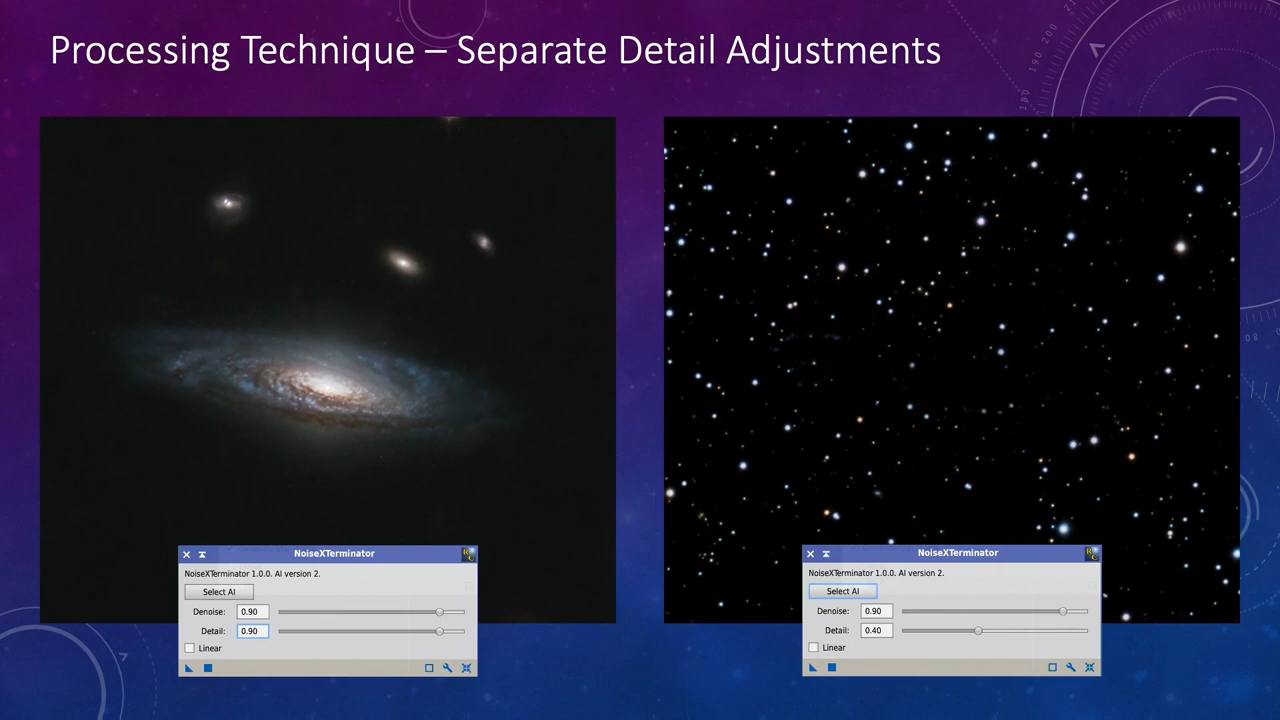 Processing Technique – Separate Detail Adjustments
NoiseXTerminator
NoiseXTerminator 1.0.0. AI version 2.
Select AI
Denoise: 0.90
Detail: 0.90
Linear
NoiseXTerminator
NoiseXTerminator 1.0.0. AI version 2.
Select AI
Denoise: 0.90
Detail: 0.40
Linear